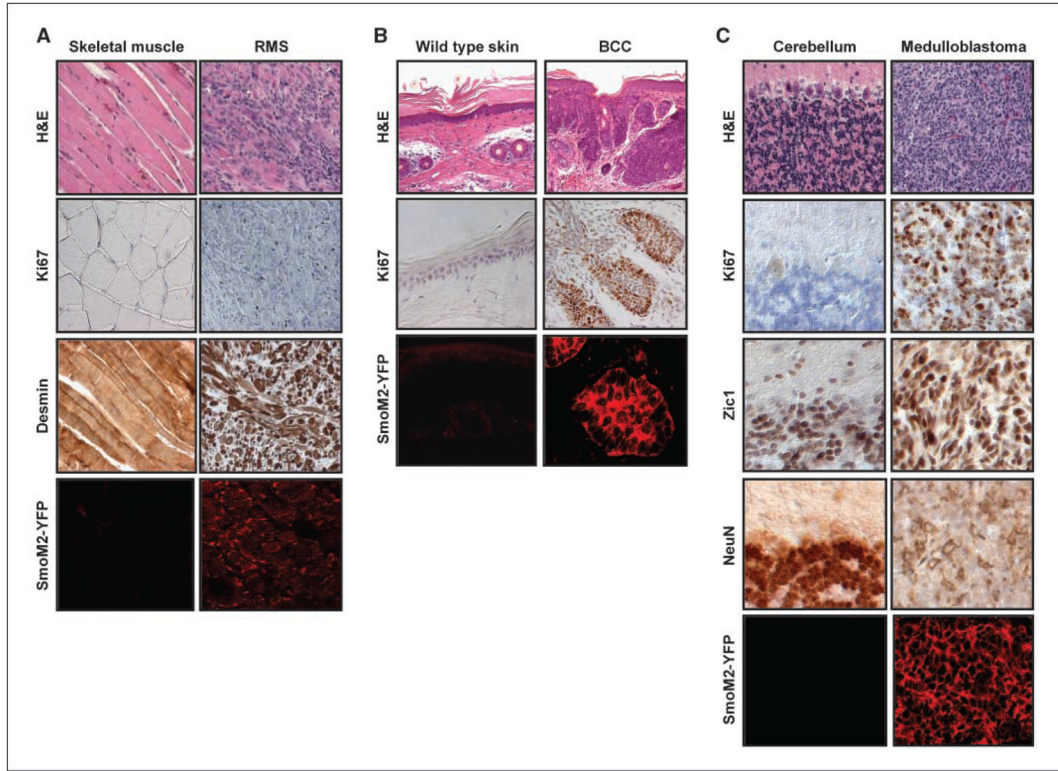 A
Skeletal muscle
RMS
H&E
Ki67
Desmin
SmoM2-YFP
B
Wild type skin
BCC
H&E
Ki67
SmoM2-YFP
C
Cerebellum
Medulloblastoma
H&E
Ki67
Zic1
NeuN
SmoM2-YFP